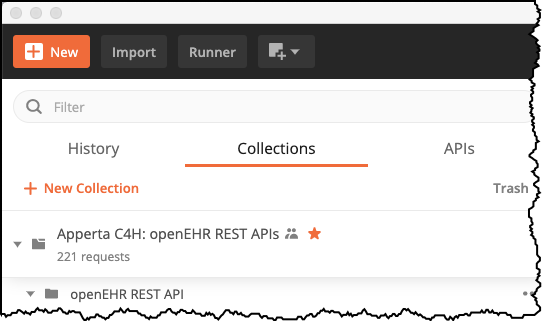 New Import Runner
Filter
History Collections APIs
New Collection Trash
Apperta C4H: openEHR REST APIs
221 requests
openEHR REST API